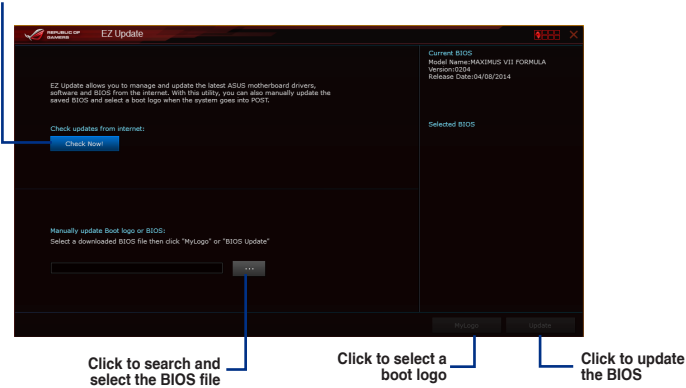 REPUBLIC OF
GAMERS
EZ Update
Current BIOS
Model Name:MAXIMUS VII FORMULA
Version:0204
Release Date:04/08/2014
EZ Update allows you to manage and update the latest ASUS motherboard drivers,
software and BIOS from the internet. With this utility, you can also manually update the
saved BIOS and select a boot logo when the system goes into POST.
Selected BIOS
Check updates from internet:
Check Now!
Manually update Boot logo or BIOS:
Select a downloaded BIOS file then click "MyLogo" or "BIOS Update"
...
MyLogo
Update
Click to search and
select the BIOS file
Click to select a
boot logo
Click to update
the BIOS